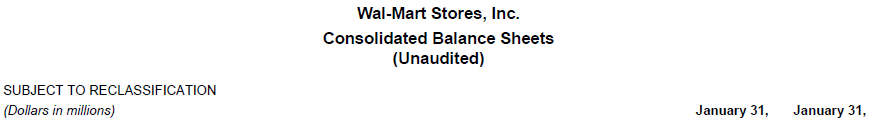 Wal-Mart Stores, Inc.
Consolidated Balance Sheets
(Unaudited)
SUBJECT TO RECLASSIFICATION
(Dollars in millions) January 31, January 31,